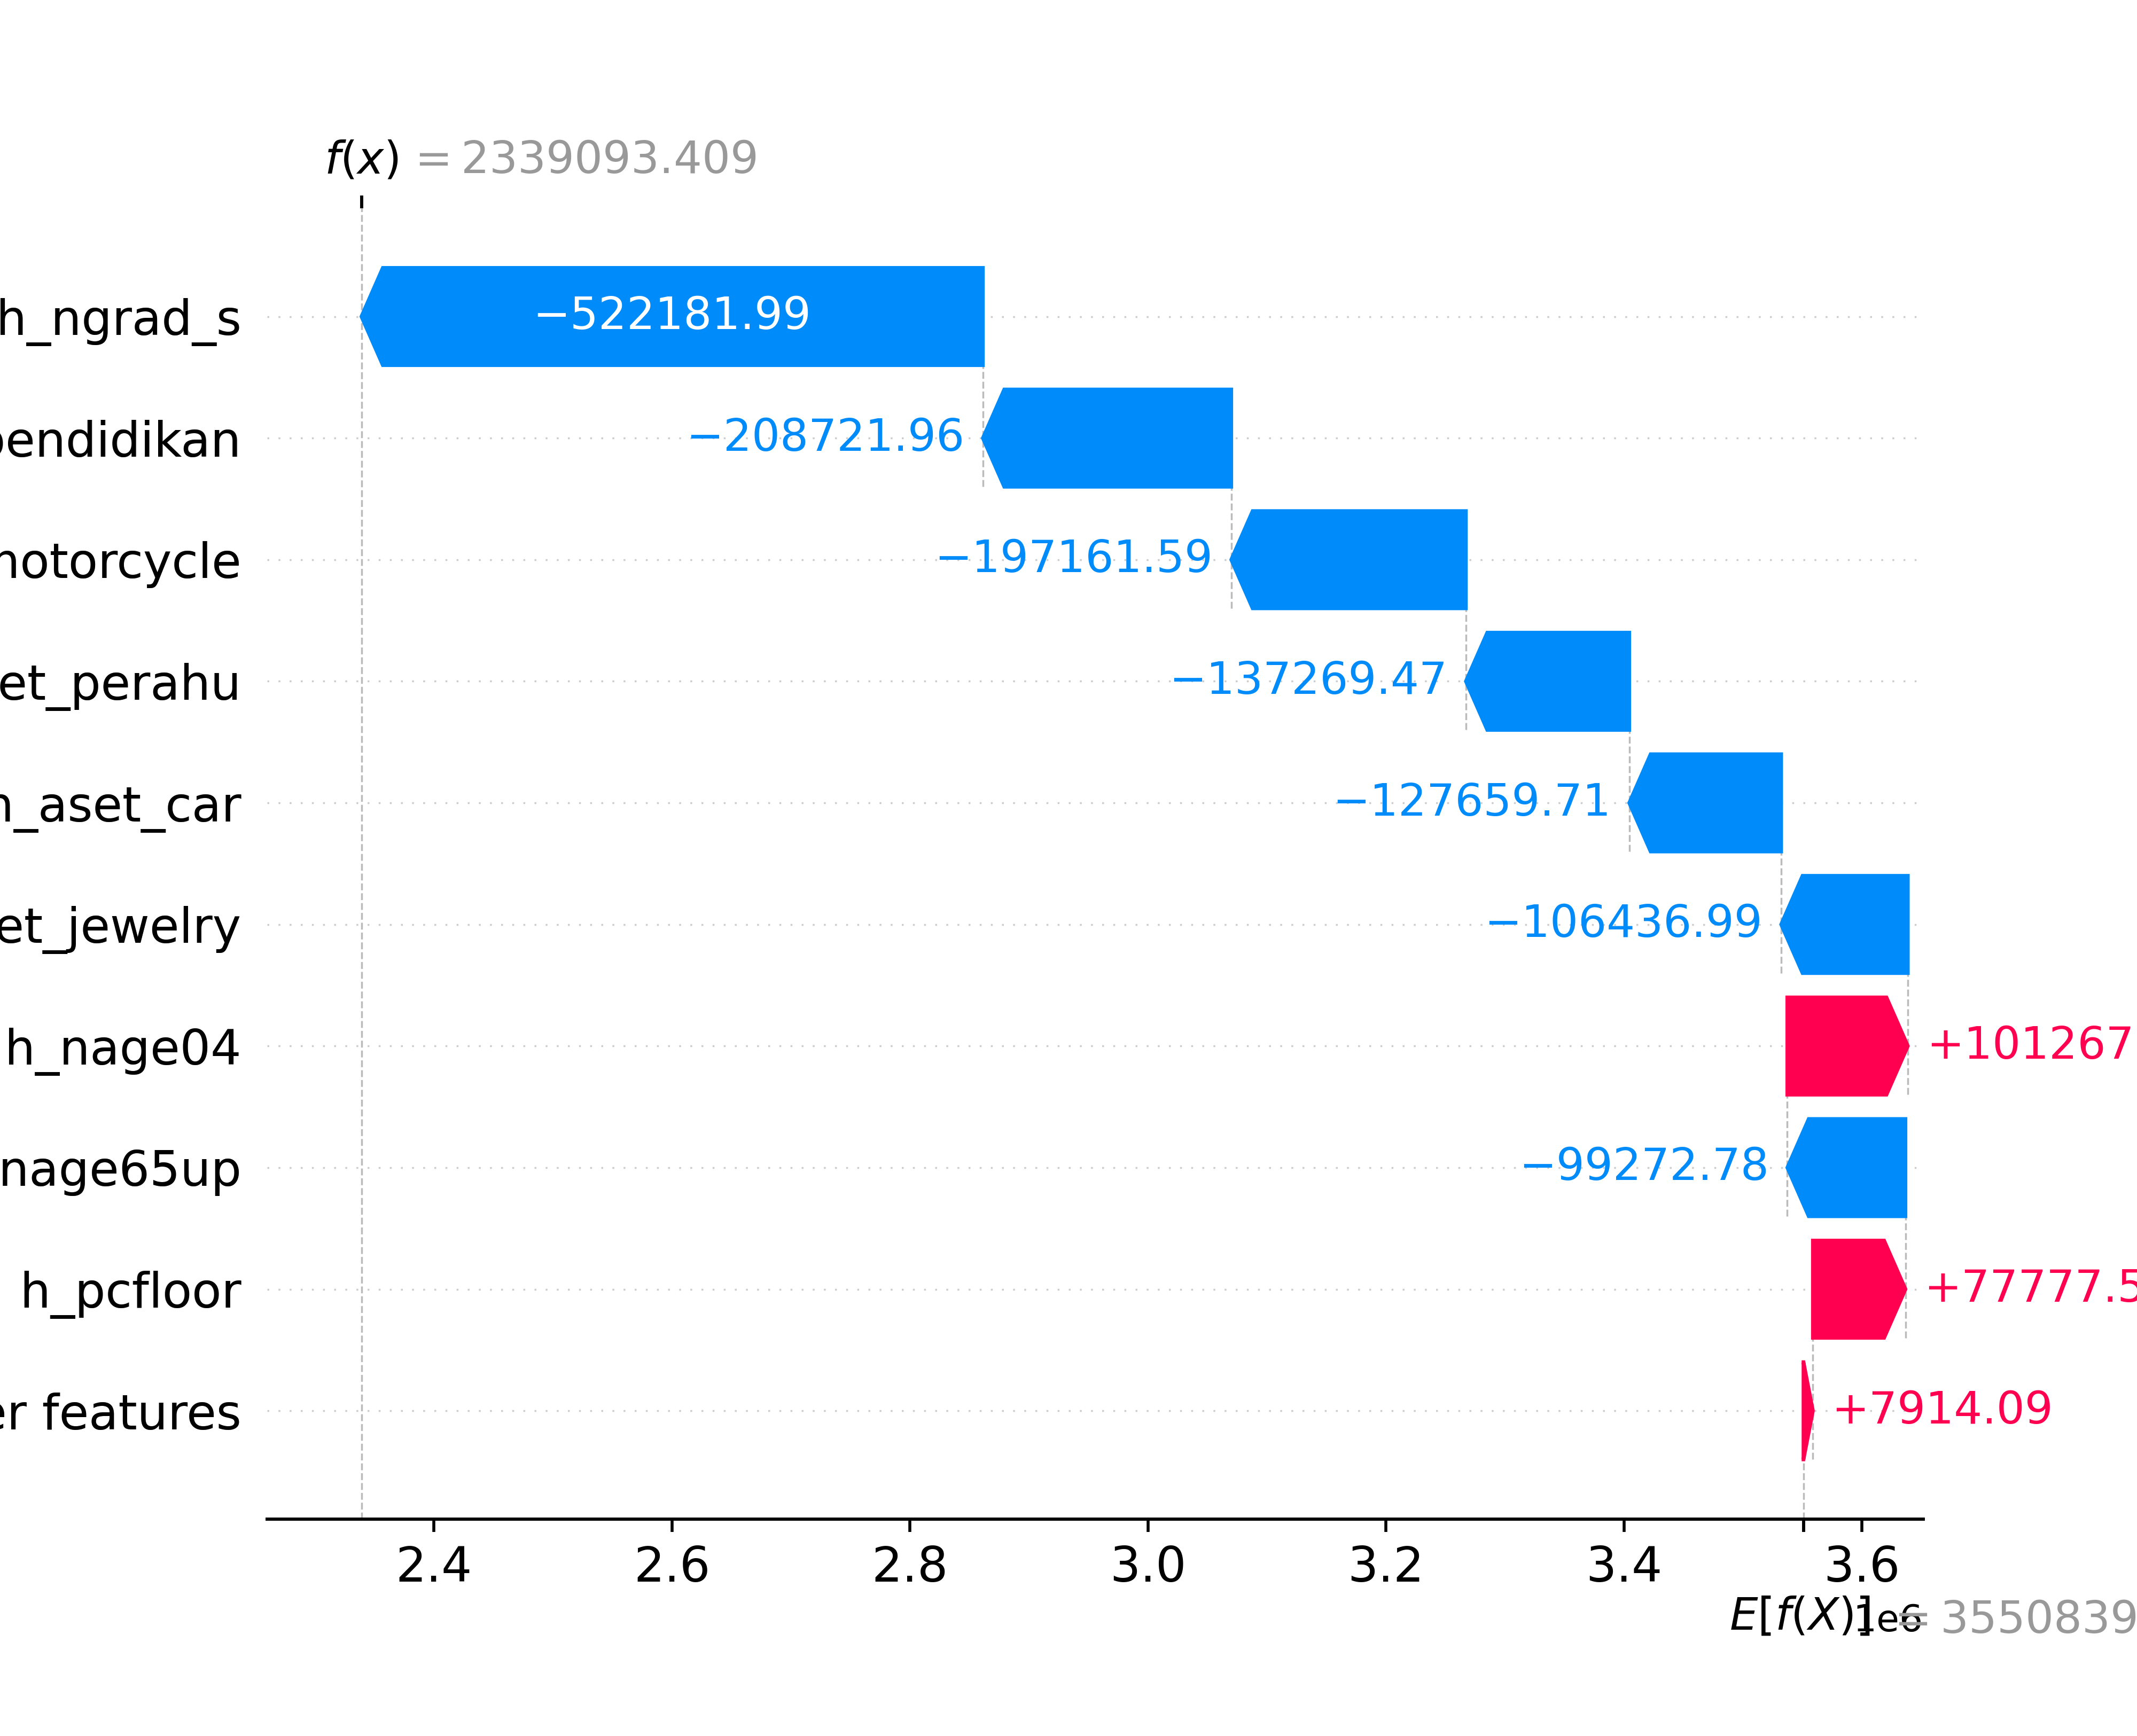 f(x) = 2339093.409
h_ngrad_s −522181.99
pendidikan −208721.96
motorcycle −197161.59
et_perahu −137269.47
h_aset_car −127659.71
et_jewelry −106436.99
h_nage04 +101267
nage65up −99272.78
h_pcfloor +77777.5
er features +7914.09
2.4 2.6 2.8 3.0 3.2 3.4 3.6
E[f(X)] = 3550839
1e6